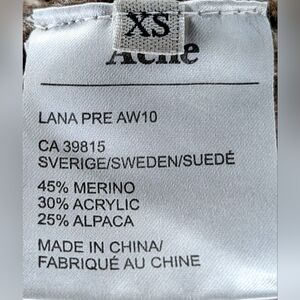 XS
Acne
LANA PRE AW10
CA 39815
SVERIGE/SWEDEN/SUEDÉ
45% MERINO
30% ACRYLIC
25% ALPACA
MADE IN CHINA/
FABRIQUÉ AU CHINE